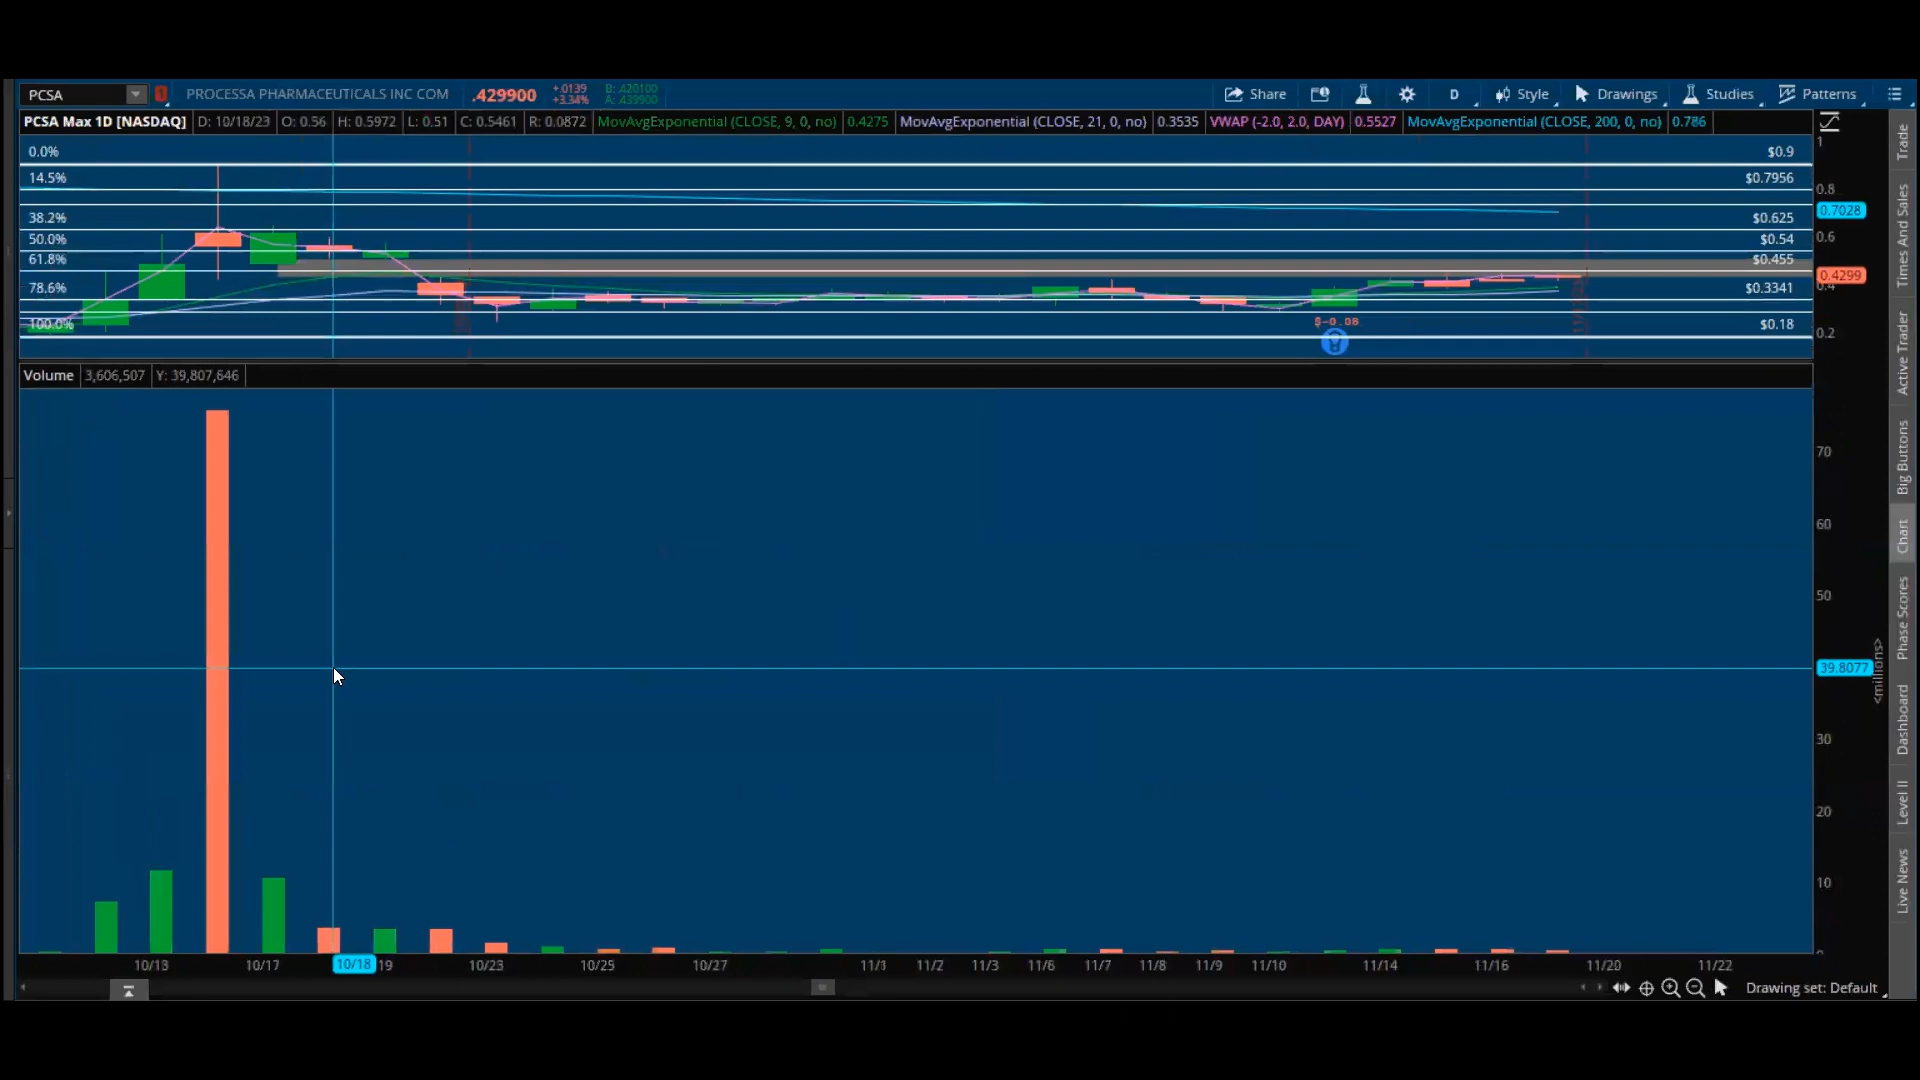 PCSA PROCESSA PHARMACEUTICALS INC COM .429900 +.0139 +3.34% B: .420100 A: .439900 Share D Style Drawings Studies Patterns
PCSA Max 1D [NASDAQ] D: 10/18/23 O: 0.56 H: 0.5972 L: 0.51 C: 0.5461 R: 0.0872 MovAvgExponential (CLOSE, 9, 0, no) 0.4275 MovAvgExponential (CLOSE, 21, 0, no) 0.3535 VWAP (-2.0, 2.0, DAY) 0.5527 MovAvgExponential (CLOSE, 200, 0, no) 0.786
1
0.0% $0.9
14.5% $0.7956
0.8
0.7028
38.2% $0.625
0.6
50.0% $0.54
61.8% $0.455
0.4299
0.4
78.6% $0.3341
$-0.08
100.0% $0.18
0.2
Volume 3,606,507 Y: 39,807,646
70
60
50
39.8077
<millions>
30
20
10
10/13 10/17 10/18 19 10/23 10/25 10/27 11/1 11/2 11/3 11/6 11/7 11/8 11/9 11/10 11/14 11/16 11/20 11/22
Drawing set: Default
Trade
Times And Sales
Active Trader
Big Buttons
Chart
Phase Scores
Dashboard
Level II
Live News